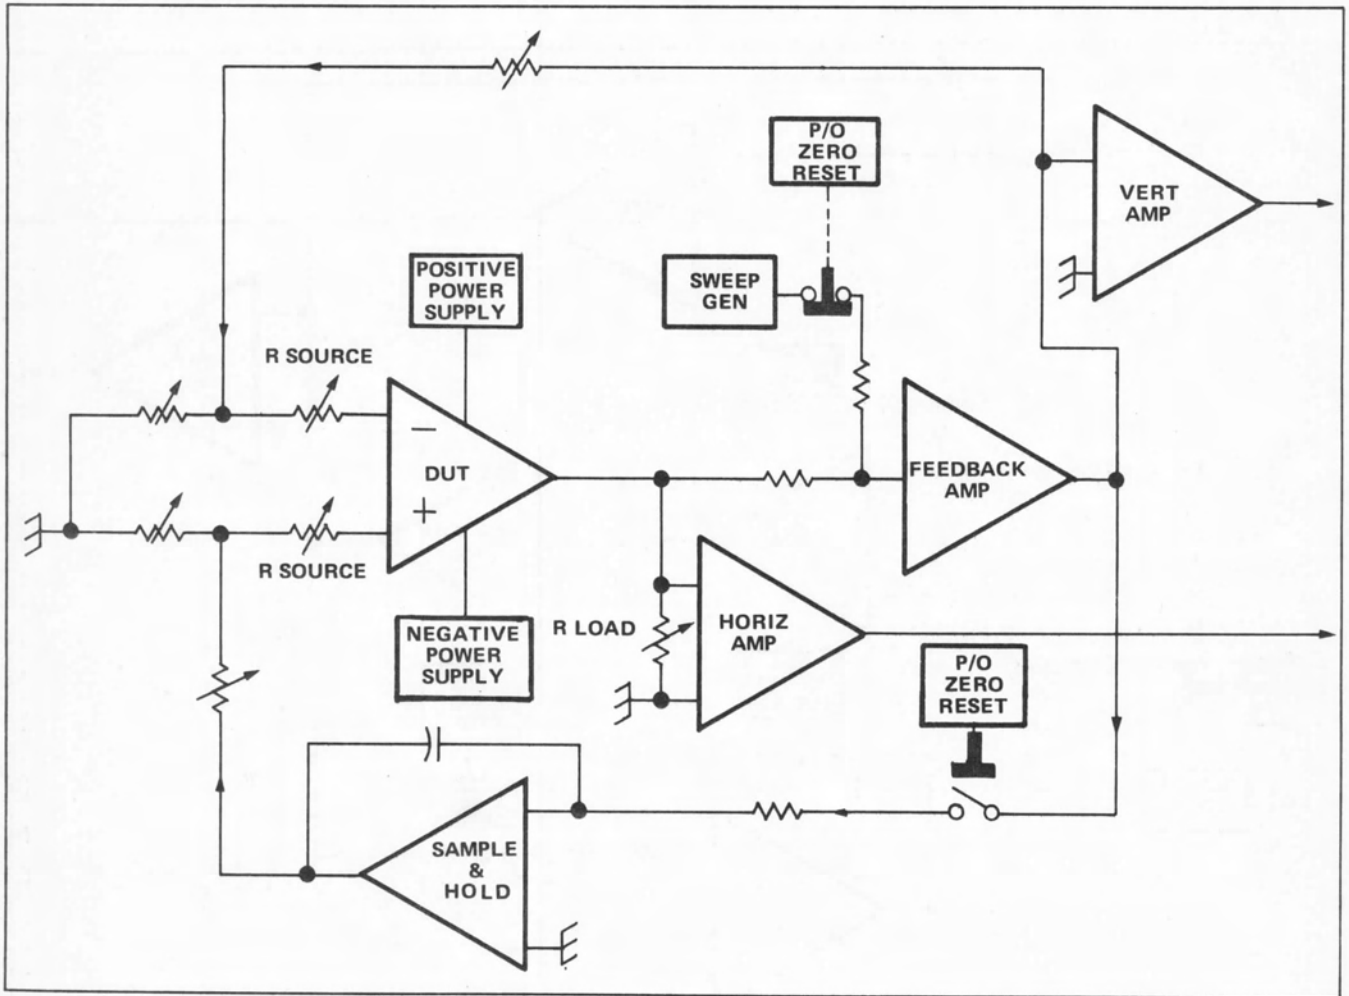 P/O
ZERO
RESET
VERT
AMP
POSITIVE
POWER
SUPPLY
SWEEP
GEN
R SOURCE
−
DUT
+
FEEDBACK
AMP
R SOURCE
NEGATIVE
POWER
SUPPLY
R LOAD
HORIZ
AMP
P/O
ZERO
RESET
SAMPLE
&
HOLD